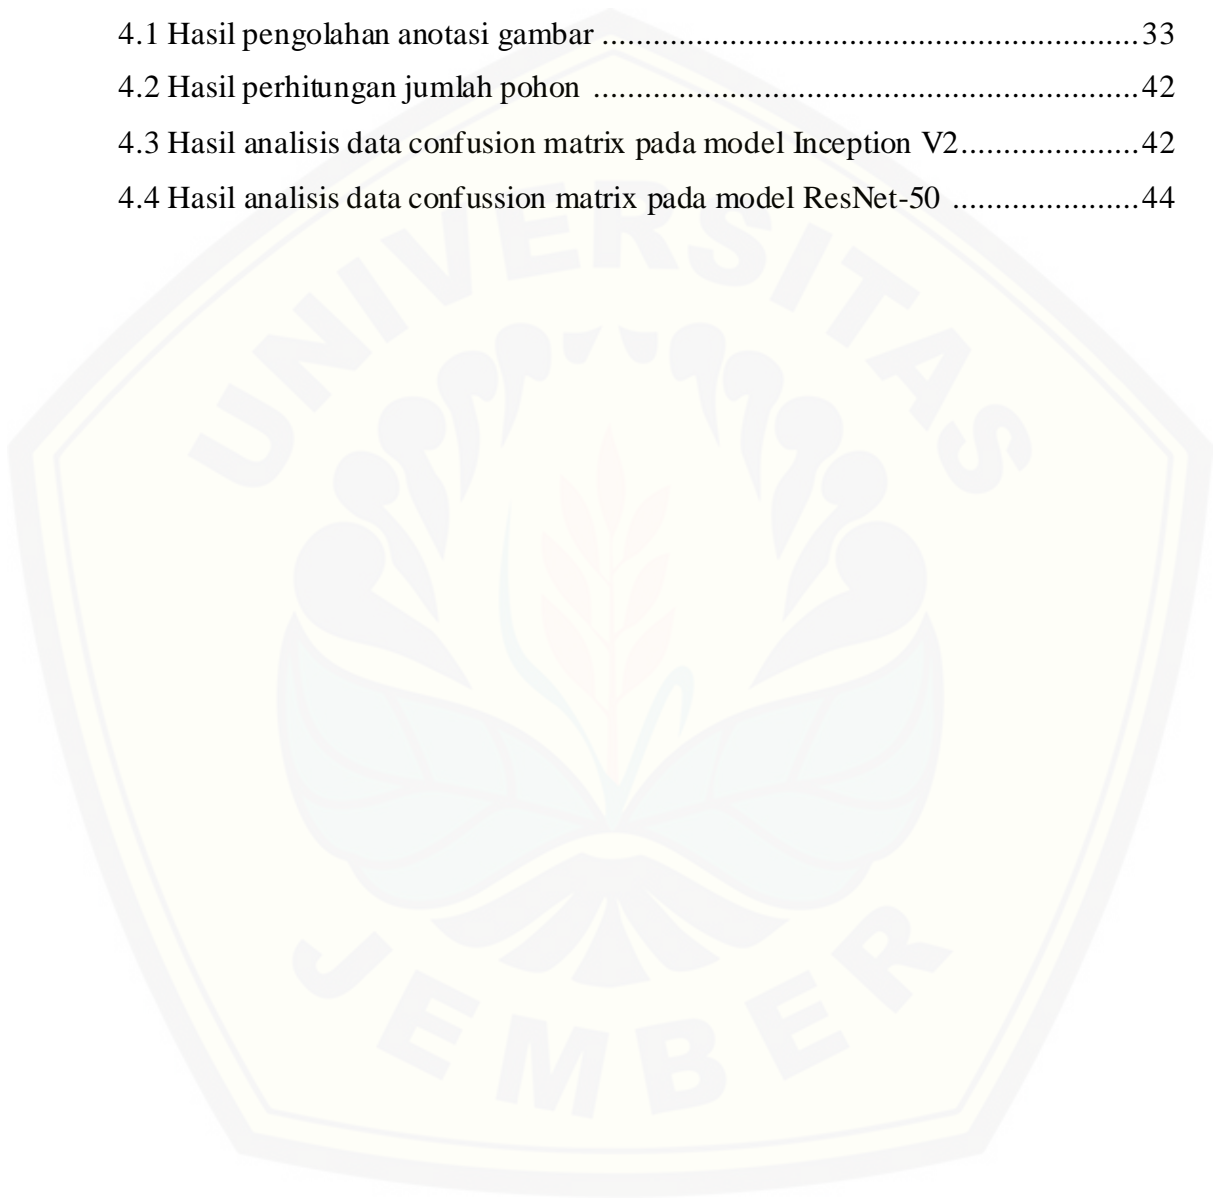 4.1 Hasil pengolahan anotasi gambar ................................................................33
4.2 Hasil perhitungan jumlah pohon .................................................................42
4.3 Hasil analisis data confusion matrix pada model Inception V2.....................42
4.4 Hasil analisis data confussion matrix pada model ResNet-50 ......................44
UNIVERSITAS
JEMBER